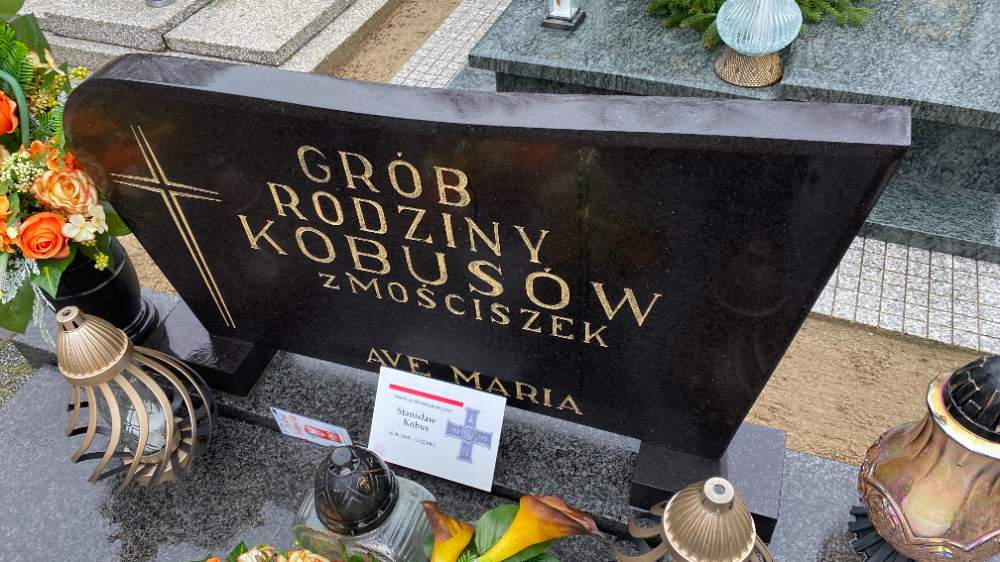 GRÓB
RODZINY
KOBUSÓW
z MOŚCISZEK
AVE MARIA
Stanisław
Kobus